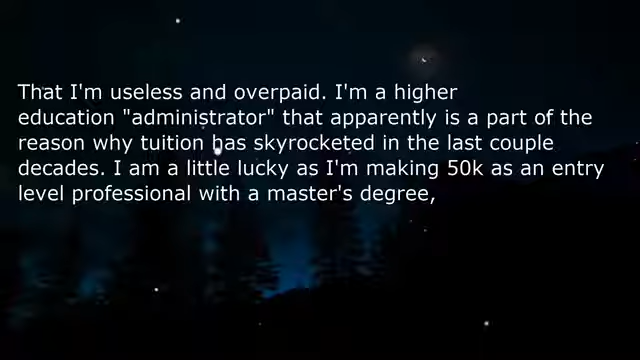 That I'm useless and overpaid. I'm a higher
education "administrator" that apparently is a part of the
reason why tuition has skyrocketed in the last couple
decades. I am a little lucky as I'm making 50k as an entry
level professional with a master's degree,